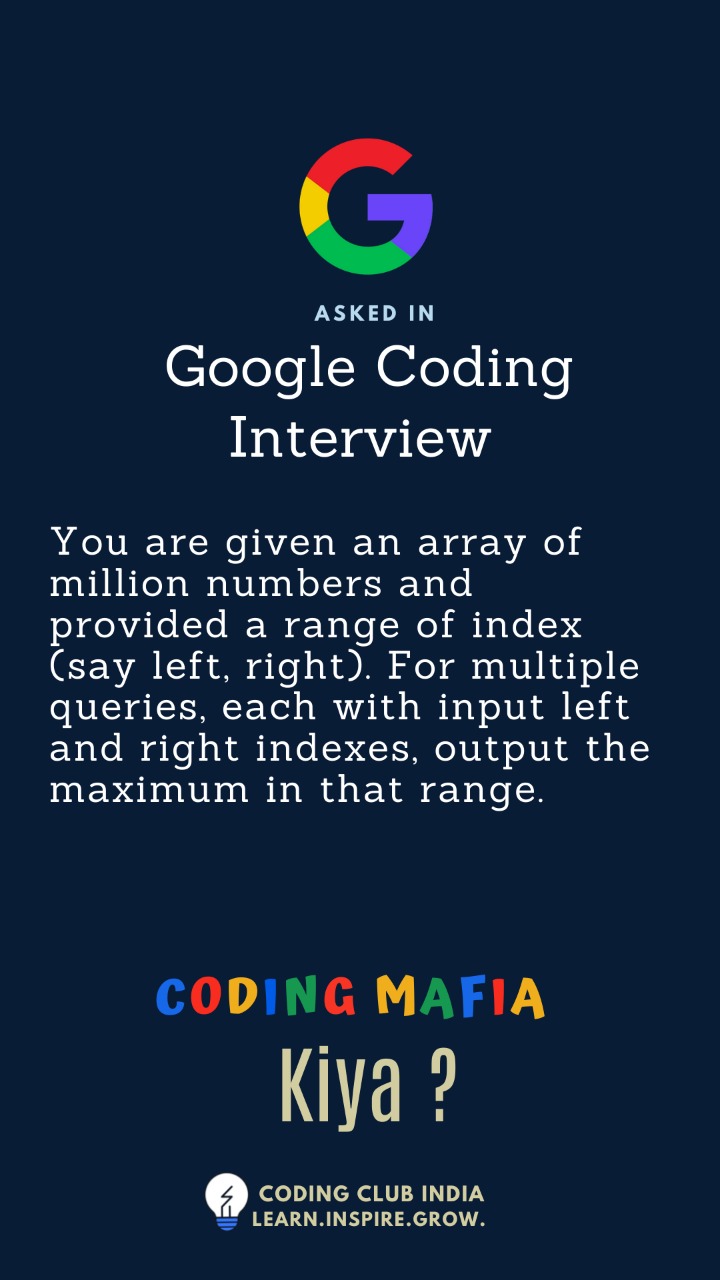 ASKED IN
Google Coding
Interview
You are given an array of
million numbers and
provided a range of index
(say left, right). For multiple
queries, each with input left
and right indexes, output the
maximum in that range.
CODING MAFIA
Kiya ?
CODING CLUB INDIA
LEARN.INSPIRE.GROW.